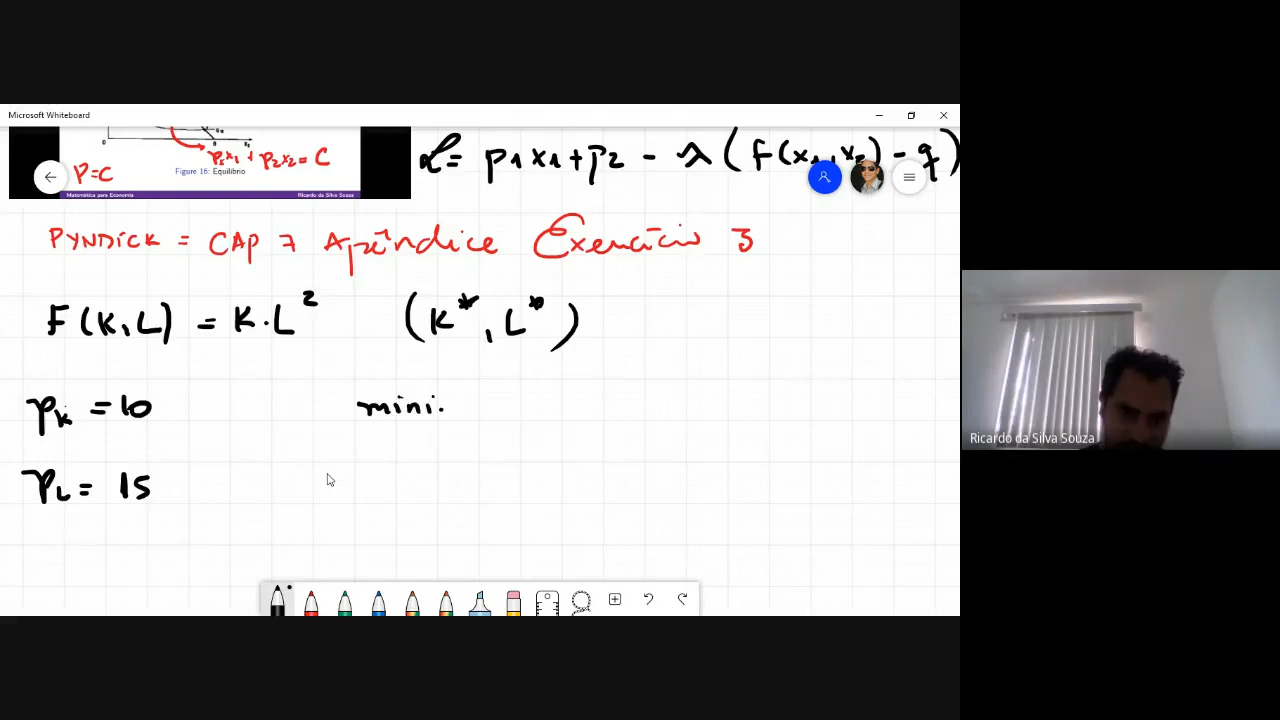 Microsoft Whiteboard
p₁x₁ + p₂x₂ = C
P=C
Figure 16: Equilíbrio
Matemática para Economia Ricardo da Silva Souza
ℒ = p1x1+p2 - λ(f(x1,x2) - q)
PYNDICK = CAP 7 Apêndice Exercício 3
F(K,L) = K.L² (K*, L*)
pK = 10 mini.
pL = 15
Ricardo da Silva Souza